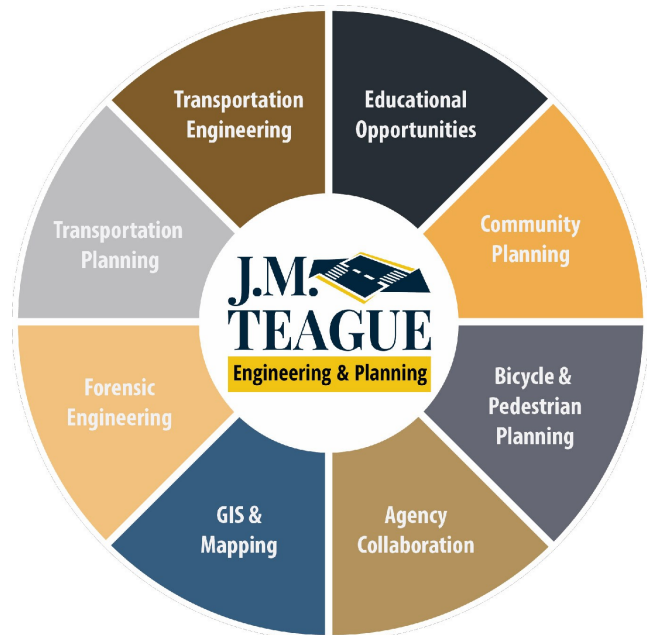 Transportation
Engineering
Educational
Opportunities
Community
Planning
Bicycle &
Pedestrian
Planning
Agency
Collaboration
GIS &
Mapping
Forensic
Engineering
Transportation
Planning
J.M.
TEAGUE
Engineering & Planning